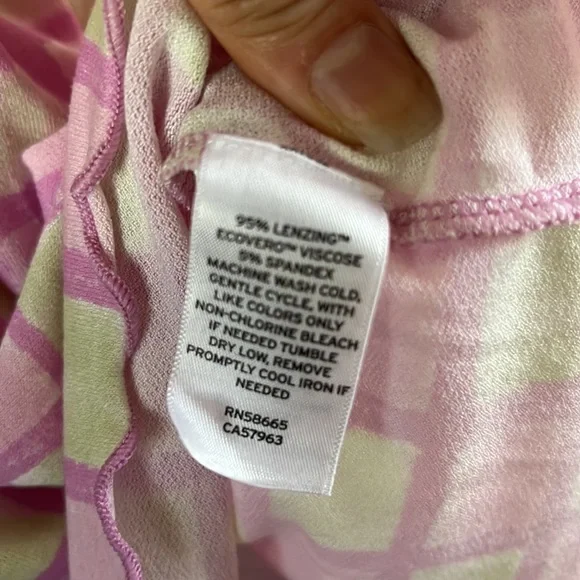 95% LENZING™
ECOVERO™ VISCOSE
5% SPANDEX
MACHINE WASH COLD,
GENTLE CYCLE, WITH
LIKE COLORS ONLY
NON-CHLORINE BLEACH
IF NEEDED TUMBLE
DRY LOW, REMOVE
PROMPTLY COOL IRON IF
NEEDED
RN58665
CA57963